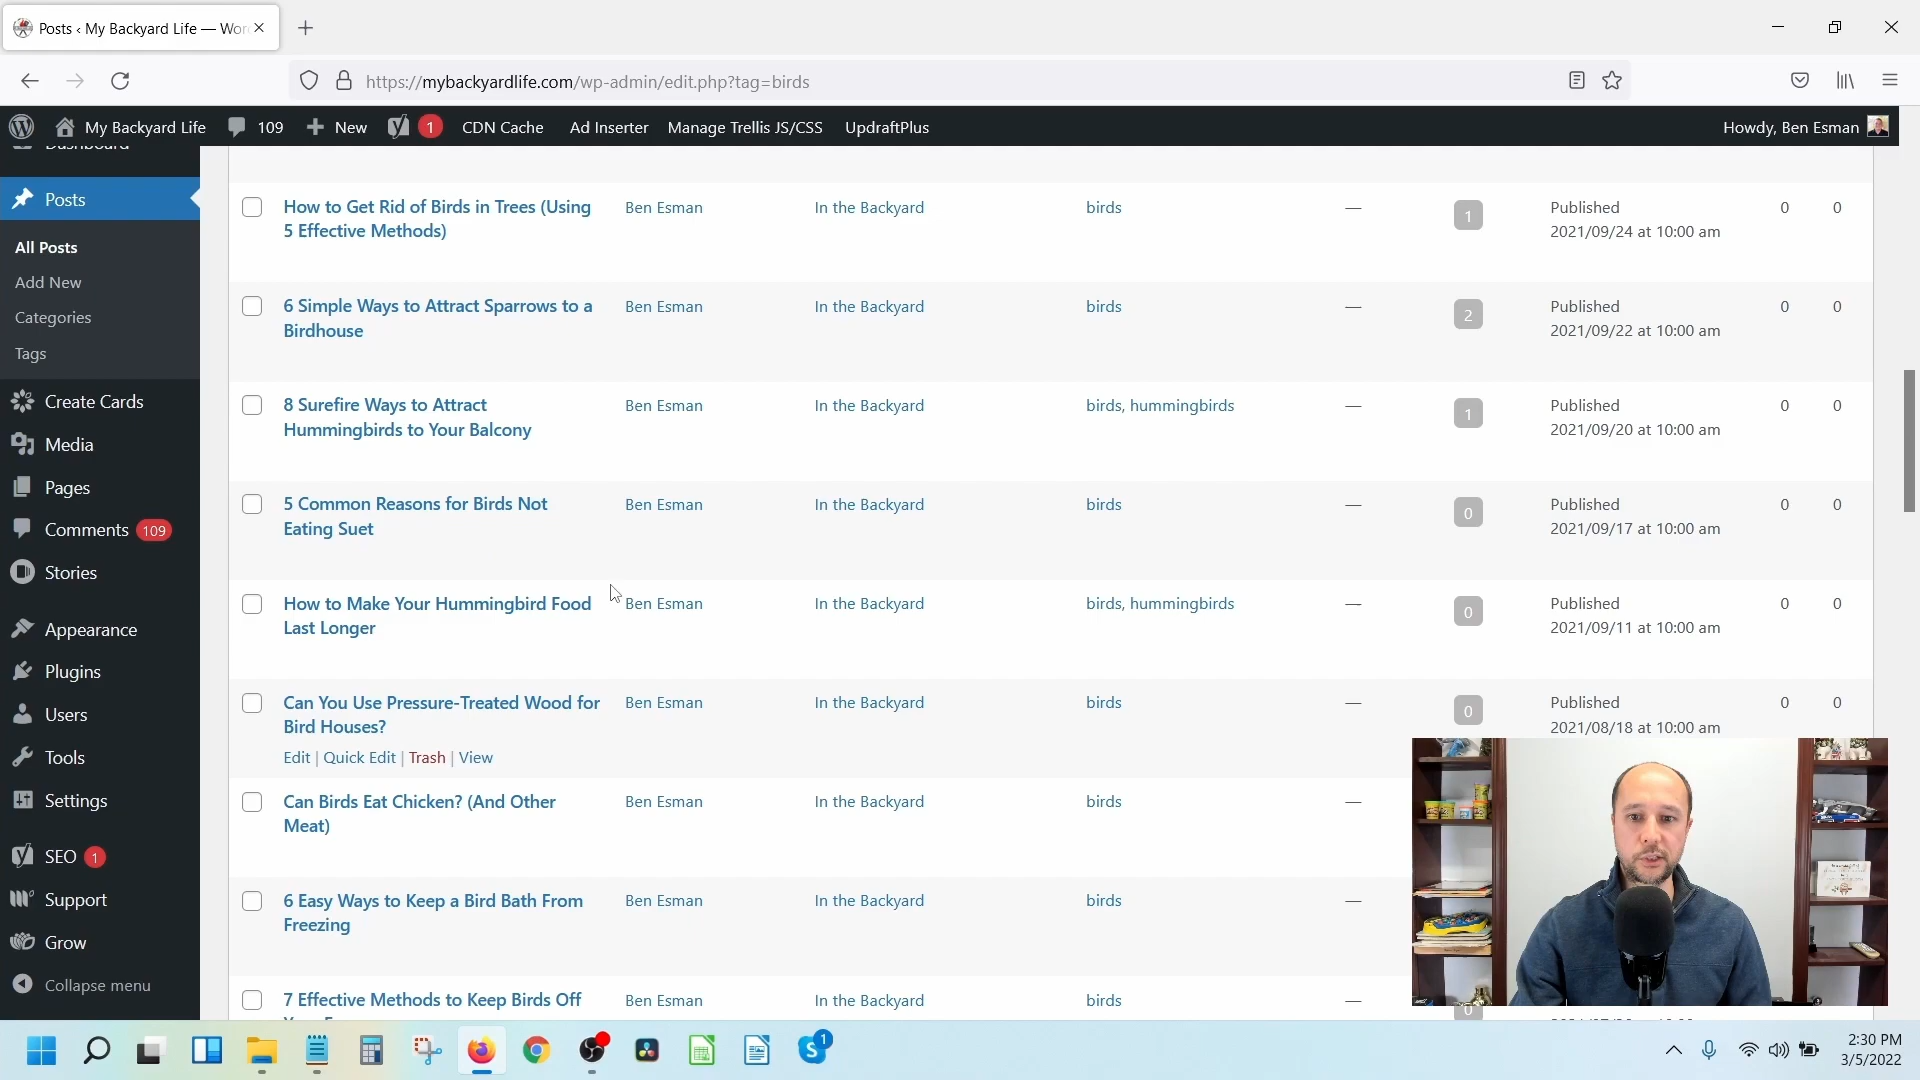 Posts ‹ My Backyard Life — Wor
https://mybackyardlife.com/wp-admin/edit.php?tag=birds
My Backyard Life 109 New 1 CDN Cache Ad Inserter Manage Trellis JS/CSS UpdraftPlus Howdy, Ben Esman
Dashboard
Posts
All Posts
Add New
Categories
Tags
Create Cards
Media
Pages
Comments 109
Stories
Appearance
Plugins
Users
Tools
Settings
SEO 1
Support
Grow
Collapse menu
How to Get Rid of Birds in Trees (Using Ben Esman In the Backyard birds — 1 Published 0 0
5 Effective Methods) 2021/09/24 at 10:00 am
6 Simple Ways to Attract Sparrows to a Ben Esman In the Backyard birds — 2 Published 0 0
Birdhouse 2021/09/22 at 10:00 am
8 Surefire Ways to Attract Ben Esman In the Backyard birds, hummingbirds — 1 Published 0 0
Hummingbirds to Your Balcony 2021/09/20 at 10:00 am
5 Common Reasons for Birds Not Ben Esman In the Backyard birds — 0 Published 0 0
Eating Suet 2021/09/17 at 10:00 am
How to Make Your Hummingbird Food Ben Esman In the Backyard birds, hummingbirds — 0 Published 0 0
Last Longer 2021/09/11 at 10:00 am
Can You Use Pressure-Treated Wood for Ben Esman In the Backyard birds — 0 Published 0 0
Bird Houses? 2021/08/18 at 10:00 am
Edit | Quick Edit | Trash | View
Can Birds Eat Chicken? (And Other Ben Esman In the Backyard birds —
Meat)
6 Easy Ways to Keep a Bird Bath From Ben Esman In the Backyard birds —
Freezing
7 Effective Methods to Keep Birds Off Ben Esman In the Backyard birds — 0
1
2:30 PM
3/5/2022